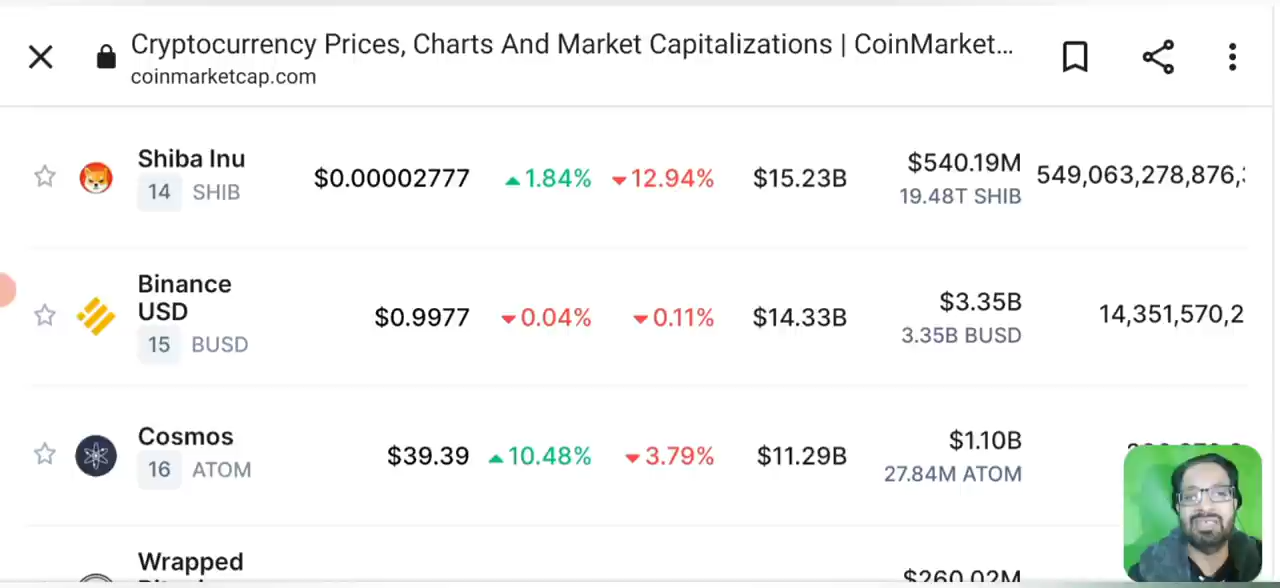 Cryptocurrency Prices, Charts And Market Capitalizations | CoinMarket...
coinmarketcap.com
Shiba Inu
14 SHIB
$0.00002777
1.84%
12.94%
$15.23B
$540.19M
19.48T SHIB
549,063,278,876,
Binance
USD
15 BUSD
$0.9977
0.04%
0.11%
$14.33B
$3.35B
3.35B BUSD
14,351,570,2
Cosmos
16 ATOM
$39.39
10.48%
3.79%
$11.29B
$1.10B
27.84M ATOM
Wrapped
$260.02M